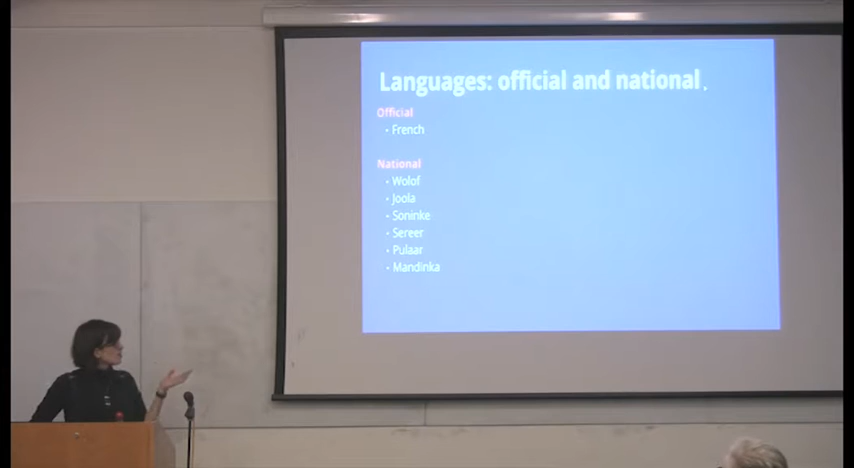 Languages: official and national.
Official
• French
National
• Wolof
• Joola
• Soninke
• Sereer
• Pulaar
• Mandinka